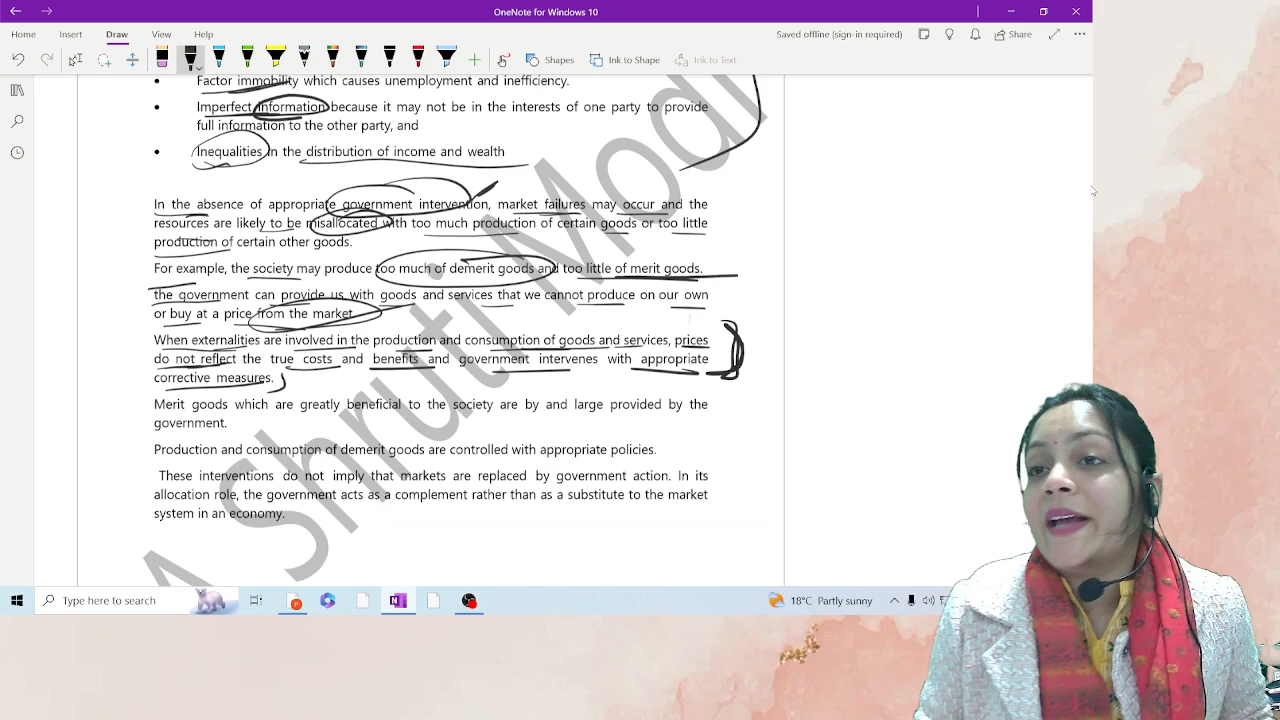 OneNote for Windows 10
Home Insert Draw View Help
Saved offline (sign-in required)
Share
Shapes
Ink to Shape
Ink to Text
• Factor immobility which causes unemployment and inefficiency.
• Imperfect information because it may not be in the interests of one party to provide
full information to the other party, and
• Inequalities in the distribution of income and wealth
In the absence of appropriate government intervention, market failures may occur and the
resources are likely to be misallocated with too much production of certain goods or too little
production of certain other goods.
For example, the society may produce too much of demerit goods and too little of merit goods.
the government can provide us with goods and services that we cannot produce on our own
or buy at a price from the market
When externalities are involved in the production and consumption of goods and services, prices
do not reflect the true costs and benefits and government intervenes with appropriate
corrective measures.
Merit goods which are greatly beneficial to the society are by and large provided by the
government.
Production and consumption of demerit goods are controlled with appropriate policies.
These interventions do not imply that markets are replaced by government action. In its
allocation role, the government acts as a complement rather than as a substitute to the market
system in an economy.
A Shruti Modi
Type here to search
18°C Partly sunny